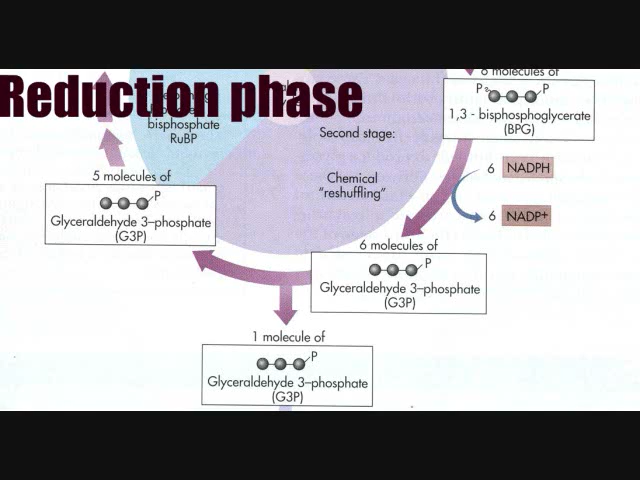 Reduction phase
6 molecules of
P P
1,3 - bisphosphoglycerate
(BPG)
bisphosphate
RuBP
Second stage:
Chemical
"reshuffling"
6 NADPH
6 NADP+
5 molecules of
P
Glyceraldehyde 3–phosphate
(G3P)
6 molecules of
P
Glyceraldehyde 3–phosphate
(G3P)
1 molecule of
P
Glyceraldehyde 3–phosphate
(G3P)